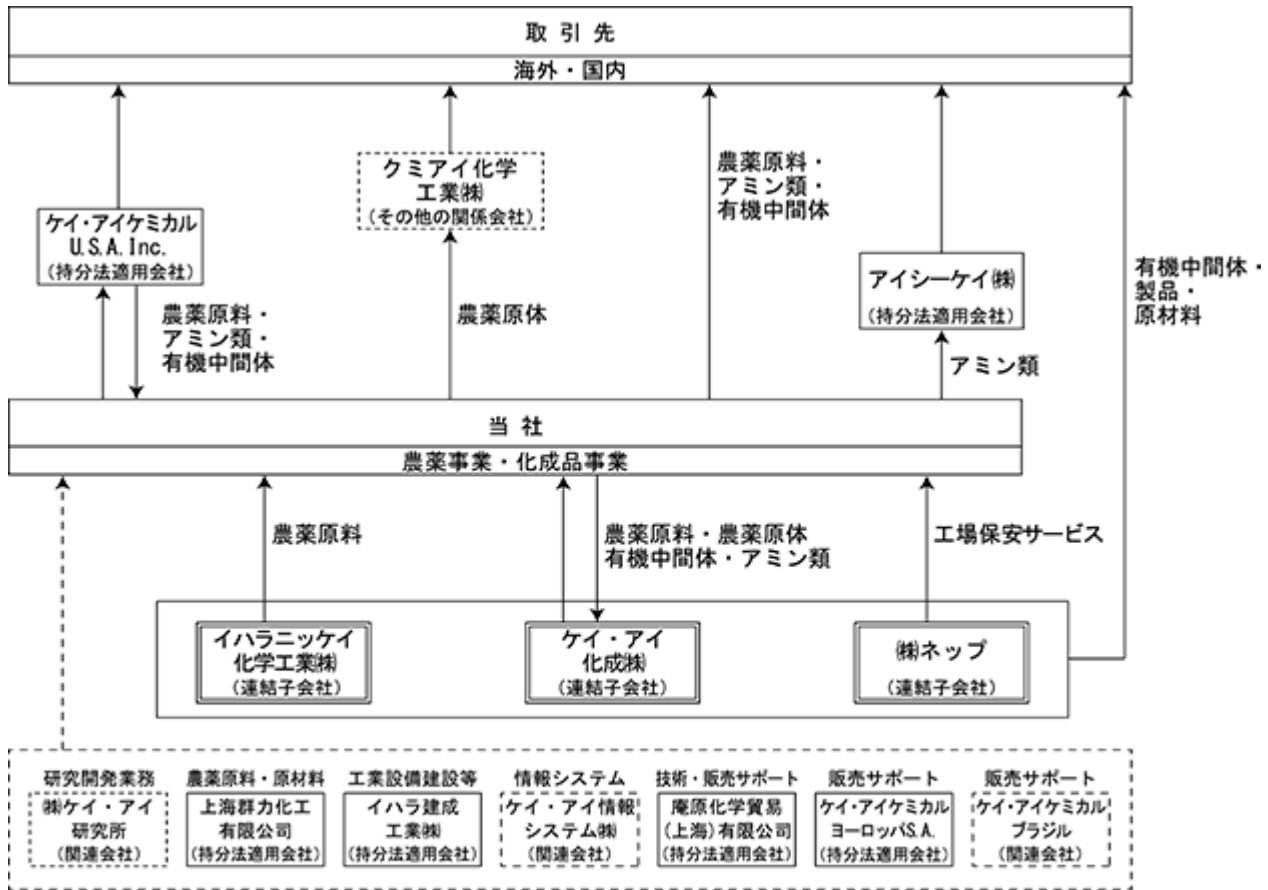 取引先
海外・国内
クミアイ化学
工業㈱
(その他の関係会社)
農薬原料・
アミン類・
有機中間体
ケイ・アイケミカル
U.S.A. Inc.
(持分法適用会社)
アイシーケイ㈱
(持分法適用会社)
有機中間体・
製品・
原材料
農薬原料・
アミン類・
有機中間体
農薬原体
アミン類
当社
農薬事業・化成品事業
農薬原料
農薬原料・農薬原体
有機中間体・アミン類
工場保安サービス
イハラニッケイ
化学工業㈱
(連結子会社)
ケイ・アイ
化成㈱
(連結子会社)
㈱ネップ
(連結子会社)
研究開発業務
㈱ケイ・アイ
研究所
(関連会社)
農薬原料・原材料
上海群力化工
有限公司
(持分法適用会社)
工業設備建設等
イハラ建成
工業㈱
(持分法適用会社)
情報システム
ケイ・アイ情報
システム㈱
(関連会社)
技術・販売サポート
庵原化学貿易
(上海)有限公司
(持分法適用会社)
販売サポート
ケイ・アイケミカル
ヨーロッパS.A.
(持分法適用会社)
販売サポート
ケイ・アイケミカル
ブラジル
(関連会社)